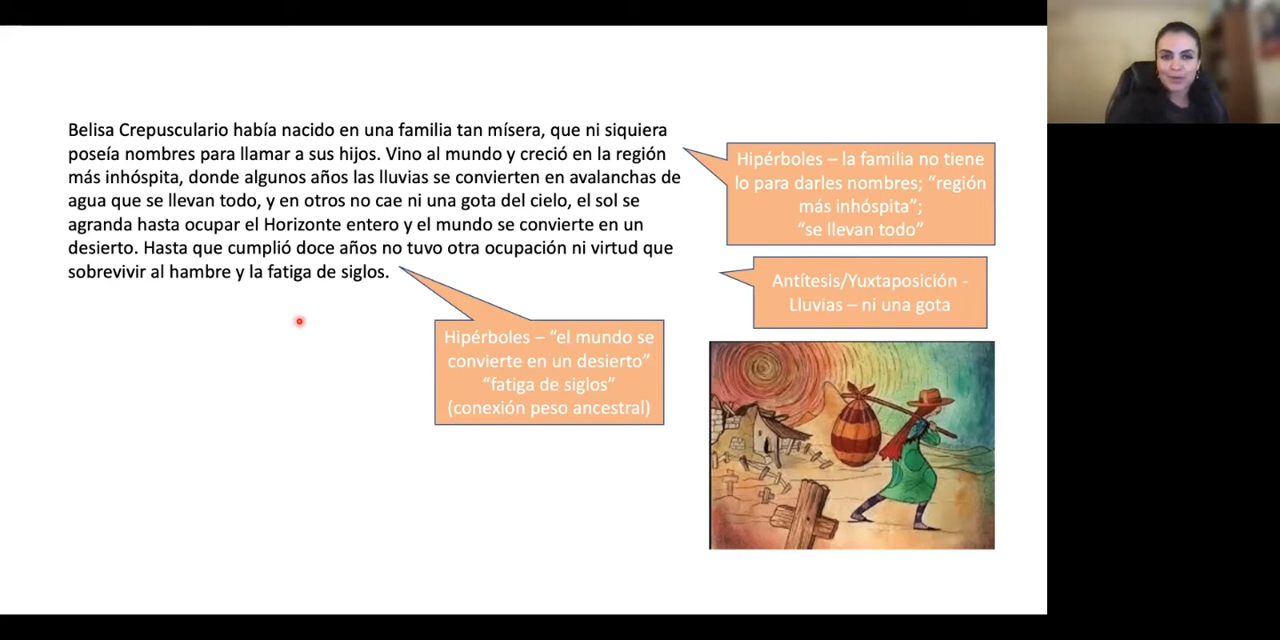 Belisa Crepusculario había nacido en una familia tan mísera, que ni siquiera
poseía nombres para llamar a sus hijos. Vino al mundo y creció en la región
más inhóspita, donde algunos años las lluvias se convierten en avalanchas de
agua que se llevan todo, y en otros no cae ni una gota del cielo, el sol se
agranda hasta ocupar el Horizonte entero y el mundo se convierte en un
desierto. Hasta que cumplió doce años no tuvo otra ocupación ni virtud que
sobrevivir al hambre y la fatiga de siglos.
Hipérboles – la familia no tiene
lo para darles nombres; “región
más inhóspita”;
“se llevan todo”
Antítesis/Yuxtaposición -
Lluvias – ni una gota
Hipérboles – “el mundo se
convierte en un desierto”
“fatiga de siglos”
(conexión peso ancestral)